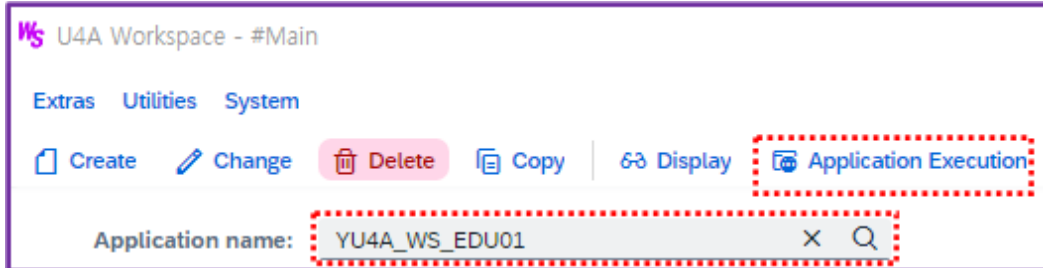 WS U4A Workspace - #Main
Extras Utilities System
Create Change Delete Copy Display Application Execution
Application name: YU4A_WS_EDU01